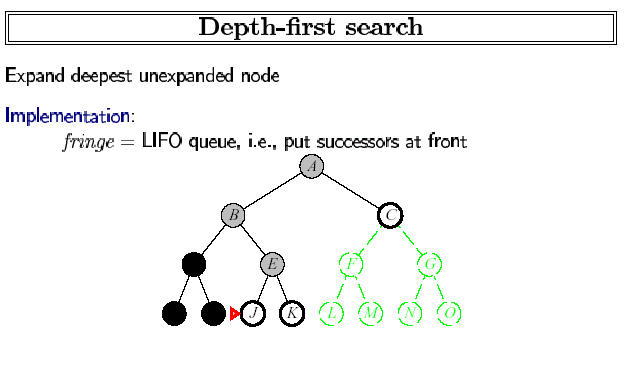 Depth-first search
Expand deepest unexpanded node
Implementation:
fringe = LIFO queue, i.e., put successors at front
A
B C
E F G
J K L M N O